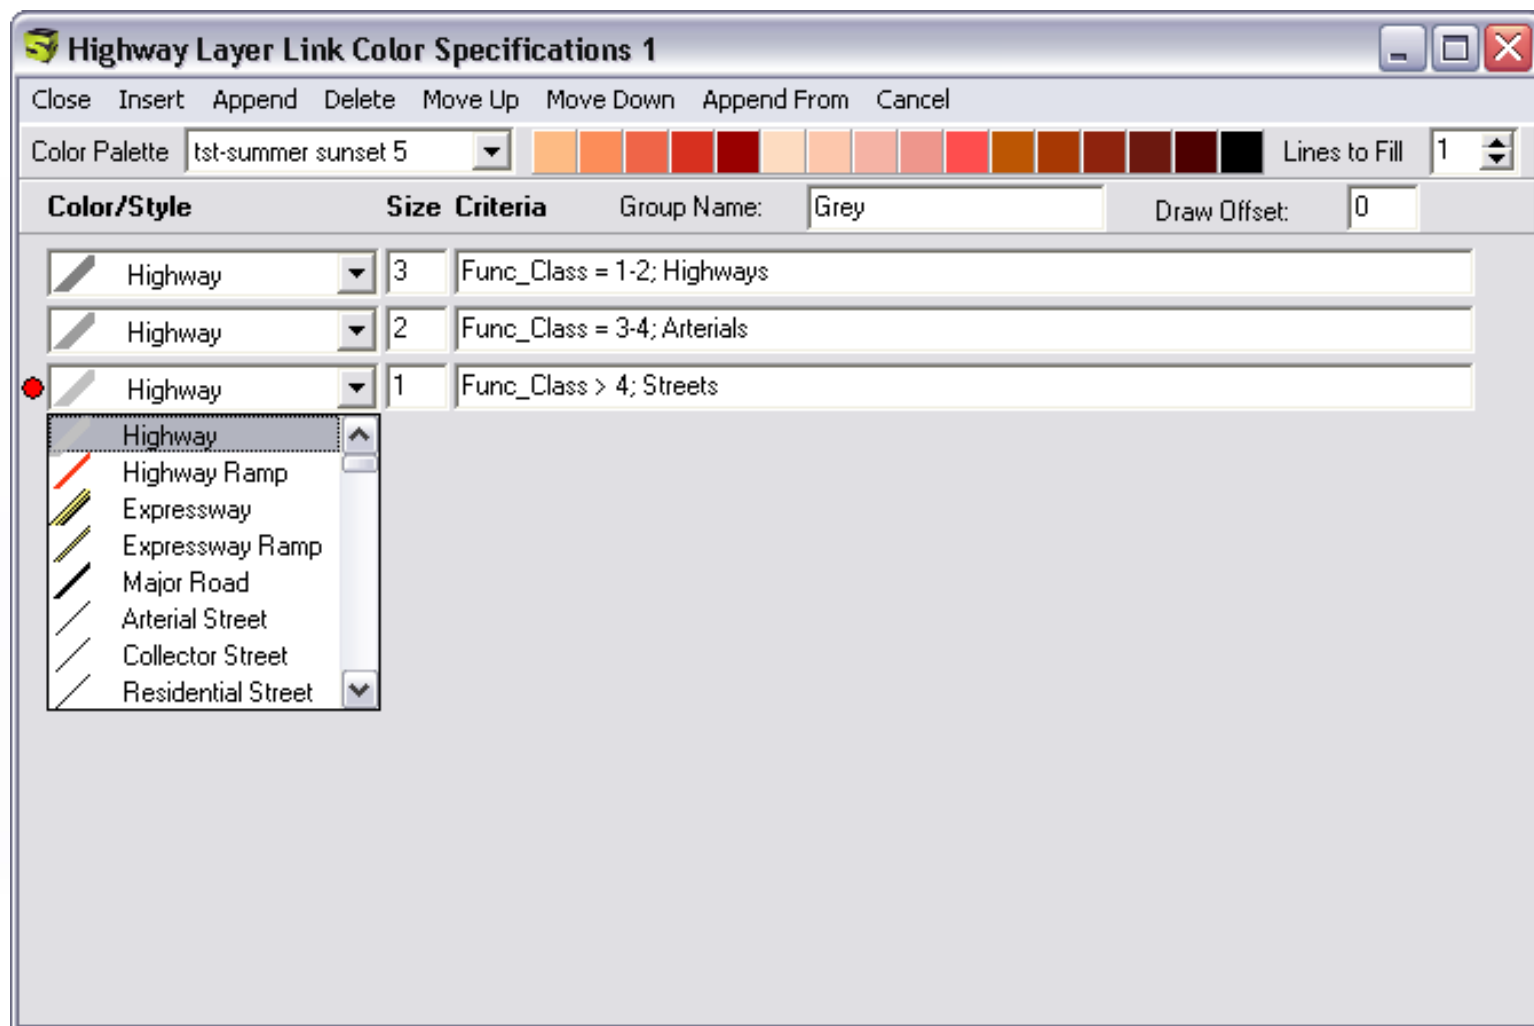 Highway Layer Link Color Specifications 1
Close Insert Append Delete Move Up Move Down Append From Cancel
Color Palette tst-summer sunset 5 Lines to Fill 1
Color/Style Size Criteria Group Name: Grey Draw Offset: 0
Highway 3 Func_Class = 1-2; Highways
Highway 2 Func_Class = 3-4; Arterials
Highway 1 Func_Class > 4; Streets
Highway
Highway Ramp
Expressway
Expressway Ramp
Major Road
Arterial Street
Collector Street
Residential Street